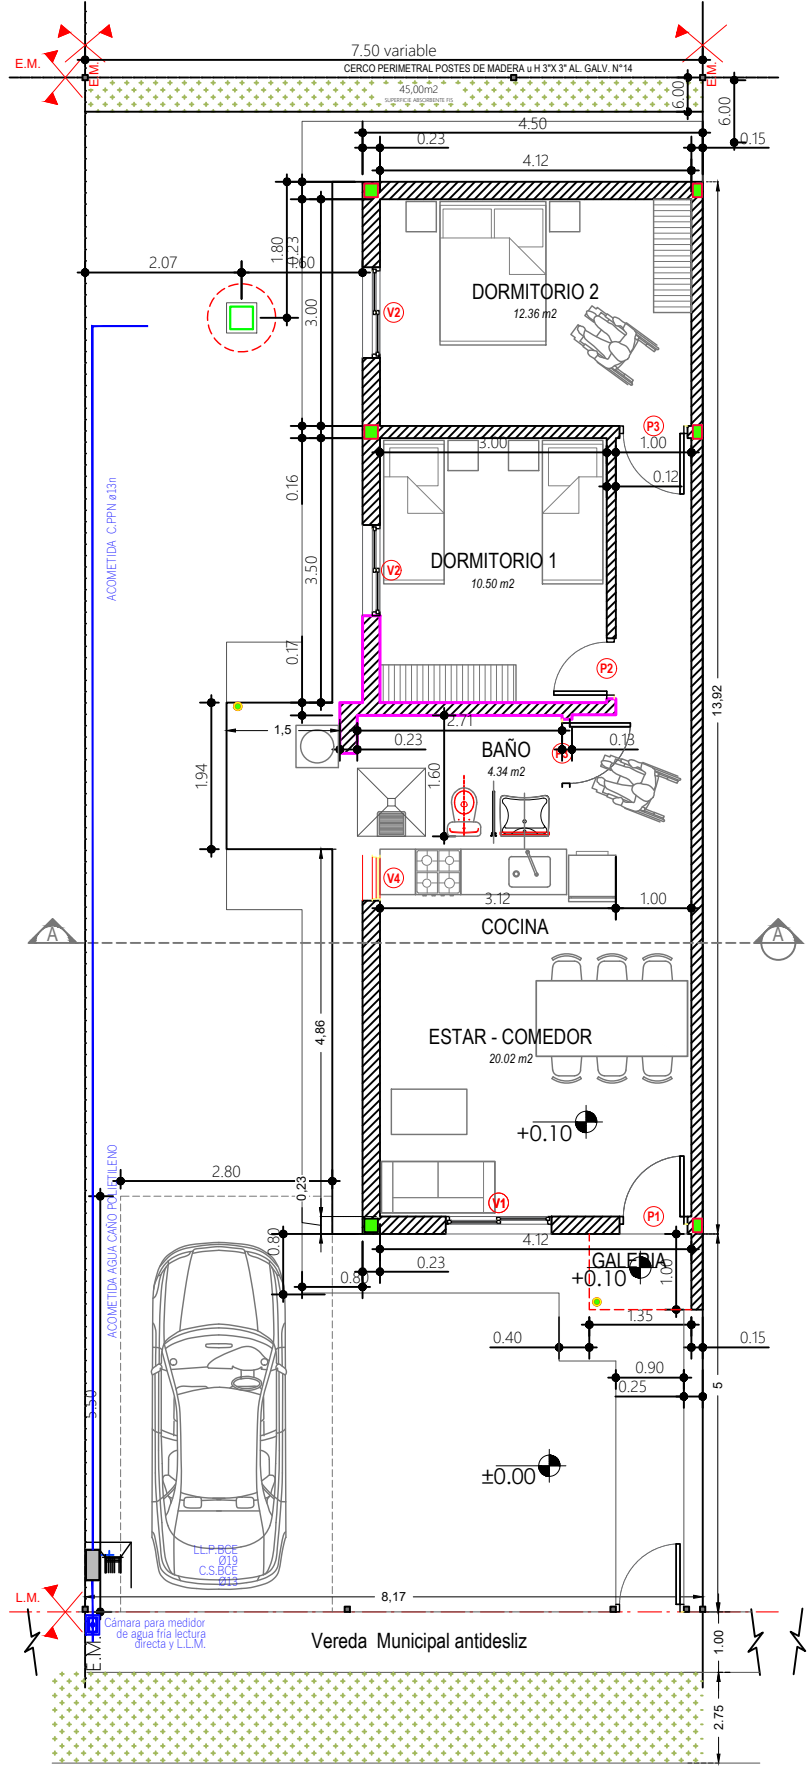 7.50 variable
CERCO PERIMETRAL POSTES DE MADERA u H 3"X 3" AL. GALV. N°14
E.M.
E.M.
E.M.
45,00m2
SUPERFICIE ABSORBENTE FIS
6.00
6.00
4.50
0.23
0.15
4.12
1.80
0.23
2.07
1.60
3.00
DORMITORIO 2
12.36 m2
V2
P3
3.00
1.00
0.16
0.12
ACOMETIDA C.PPN ø13n
DORMITORIO 1
10.50 m2
V2
3.50
0.17
P2
13,92
2.71
1,5
0.23
BAÑO
0.13
4.34 m2
1.94
1.60
V4
3.12
1.00
COCINA
A
A
4,86
ESTAR - COMEDOR
20.02 m2
+0.10
ACOMETIDA AGUA CAÑO POLIETILENO
2.80
0,23
V1
P1
4.12
0.80
GALERIA
+0.10
1.00
0.80
0.23
1.35
0.40
0.15
0.90
0.25
5
5.50
±0.00
LL.P.BCE
Ø19
C.S.BCE
Ø13
8,17
L.M.
Cámara para medidor
de agua fría lectura
directa y L.L.M.
E.M.
Vereda Municipal antidesliz
1.00
2.75